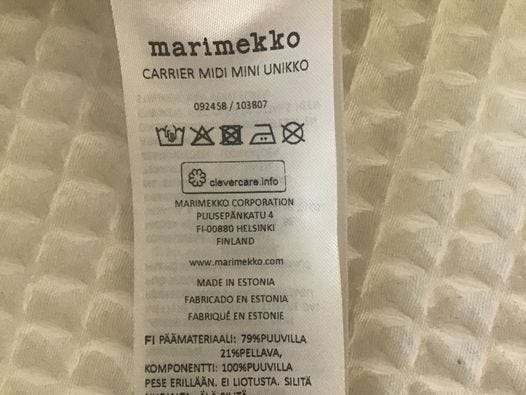 marimekko
CARRIER MIDI MINI UNIKKO
092458 / 103807
clevercare.info
MARIMEKKO CORPORATION
PUUSEPÄNKATU 4
FI-00880 HELSINKI
FINLAND
www.marimekko.com
MADE IN ESTONIA
FABRICADO EN ESTONIA
FABRIQUÉ EN ESTONIE
FI PÄÄMATERIAALI: 79%PUUVILLA
21%PELLAVA,
KOMPONENTTI: 100%PUUVILLA
PESE ERILLÄÄN. EI LIOTUSTA. SILITÄ